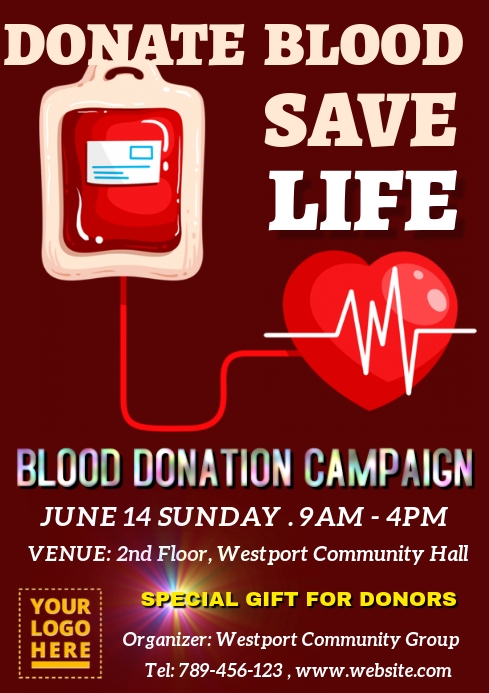 DONATE BLOOD
SAVE
LIFE
BLOOD DONATION CAMPAIGN
JUNE 14 SUNDAY . 9AM - 4PM
VENUE: 2nd Floor, Westport Community Hall
SPECIAL GIFT FOR DONORS
YOUR
LOGO
HERE
Organizer: Westport Community Group
Tel: 789-456-123 , www.website.com